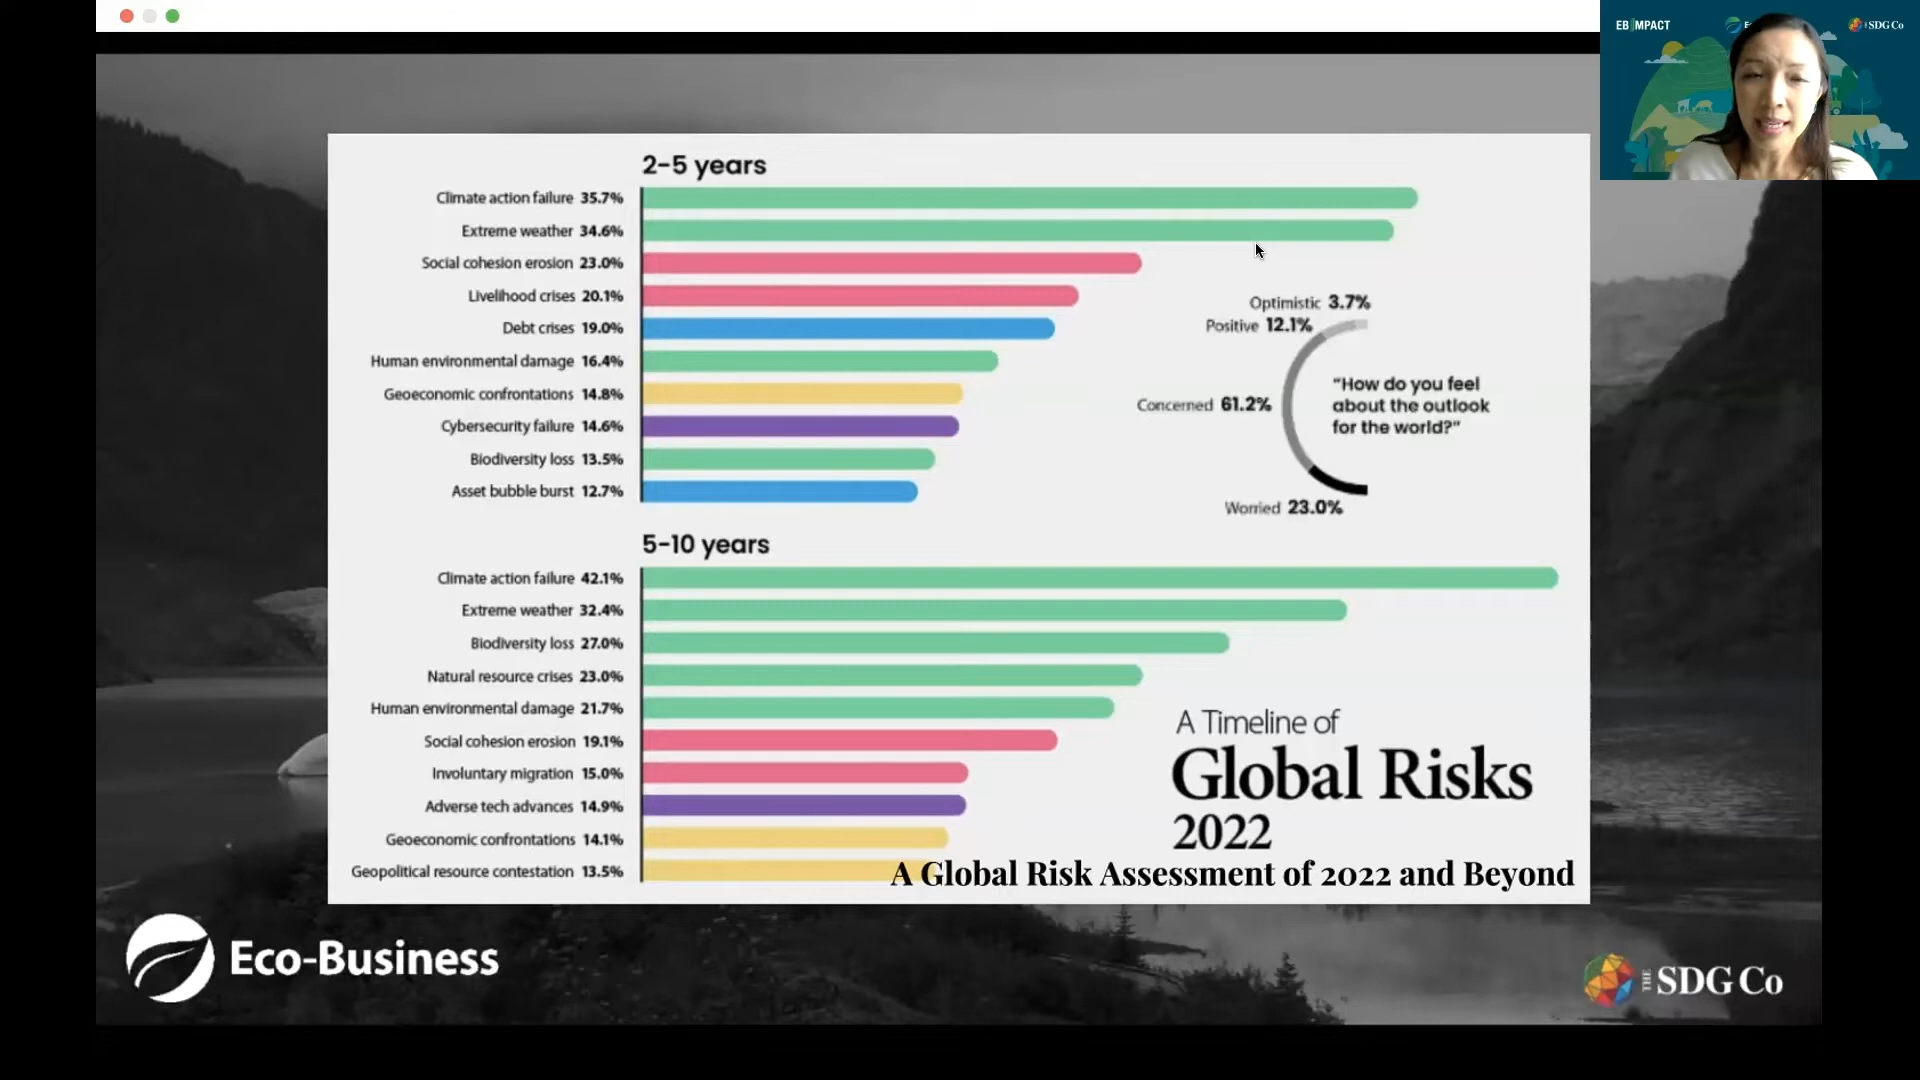 EB IMPACT
SDG Co
2-5 years
Climate action failure 35.7%
Extreme weather 34.6%
Social cohesion erosion 23.0%
Livelihood crises 20.1%
Debt crises 19.0%
Human environmental damage 16.4%
Geoeconomic confrontations 14.8%
Cybersecurity failure 14.6%
Biodiversity loss 13.5%
Asset bubble burst 12.7%
Optimistic 3.7%
Positive 12.1%
Concerned 61.2%
Worried 23.0%
“How do you feel
about the outlook
for the world?”
5-10 years
Climate action failure 42.1%
Extreme weather 32.4%
Biodiversity loss 27.0%
Natural resource crises 23.0%
Human environmental damage 21.7%
Social cohesion erosion 19.1%
Involuntary migration 15.0%
Adverse tech advances 14.9%
Geoeconomic confrontations 14.1%
Geopolitical resource contestation 13.5%
A Timeline of
Global Risks
2022
A Global Risk Assessment of 2022 and Beyond
Eco-Business
THE SDG Co